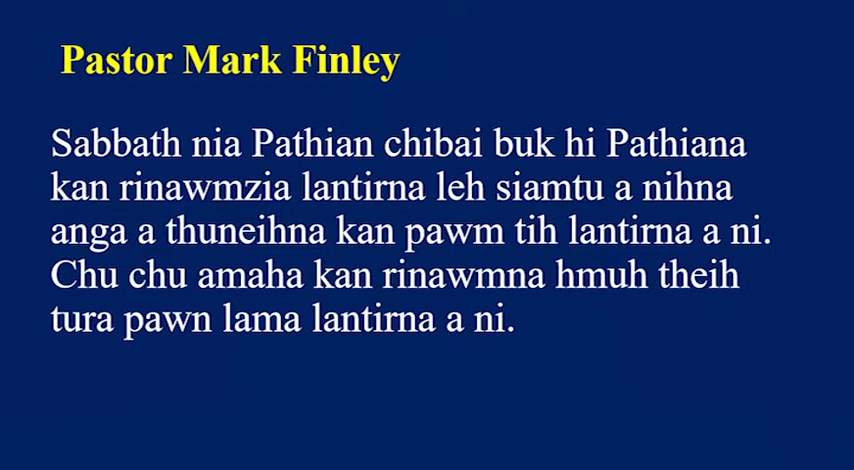 Pastor Mark Finley
Sabbath nia Pathian chibai buk hi Pathiana
kan rinawmzia lantirna leh siamtu a nihna
anga a thuneihna kan pawm tih lantirna a ni.
Chu chu amaha kan rinawmna hmuh theih
tura pawn lama lantirna a ni.